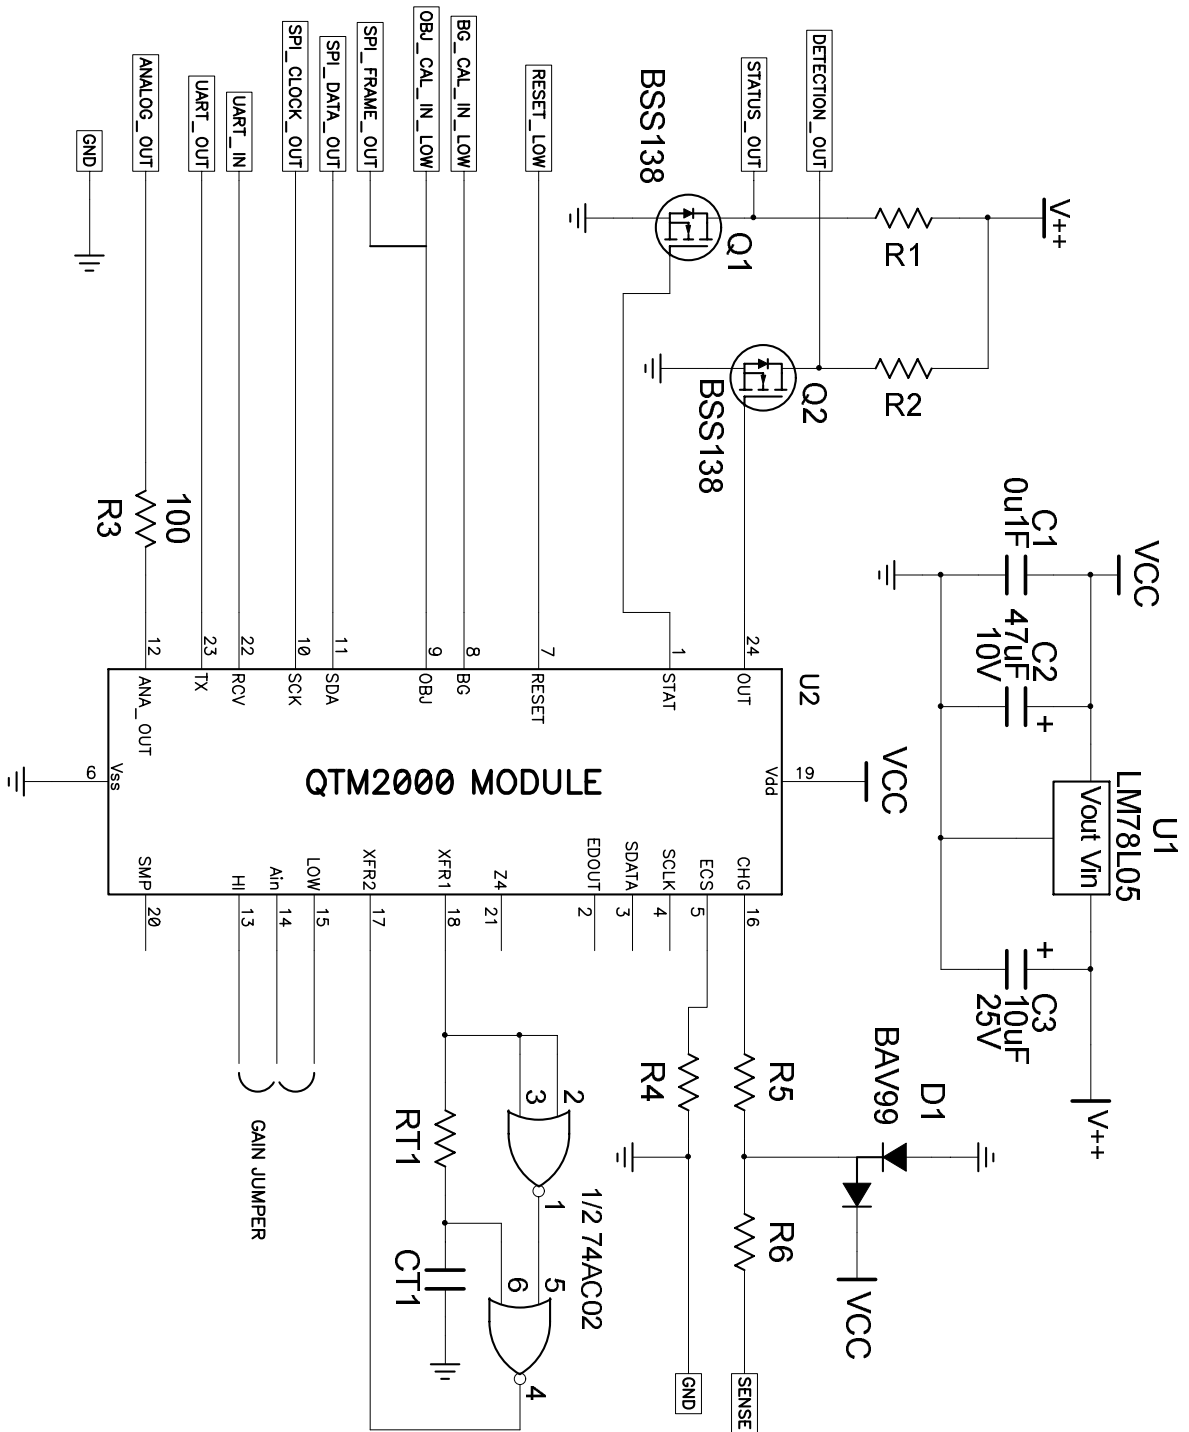 V++
R1
R2
DETECTION_OUT
STATUS_OUT
Q1
BSS138
Q2
BSS138
RESET_LOW
BG_CAL_IN_LOW
OBJ_CAL_IN_LOW
SPI_FRAME_OUT
SPI_DATA_OUT
SPI_CLOCK_OUT
UART_IN
UART_OUT
ANALOG_OUT
GND
100
R3
VCC
C1
0u1F
C2
47uF
10V
U1
LM78L05
Vout Vin
C3
10uF
25V
V++
VCC
U2
QTM2000 MODULE
24
OUT
1
STAT
7
RESET
8
BG
9
OBJ
11
SDA
10
SCK
22
RCV
23
TX
12
ANA_OUT
19
Vdd
6
Vss
CHG
16
ECS
5
SCLK
4
SDATA
3
EDOUT
2
Z4
21
XFR1
18
XFR2
17
LOW
15
Ain
14
HI
13
SMP
20
GAIN JUMPER
D1
BAV99
VCC
R5
R6
R4
SENSE
GND
2
3
1
1/2 74AC02
5
6
4
RT1
CT1